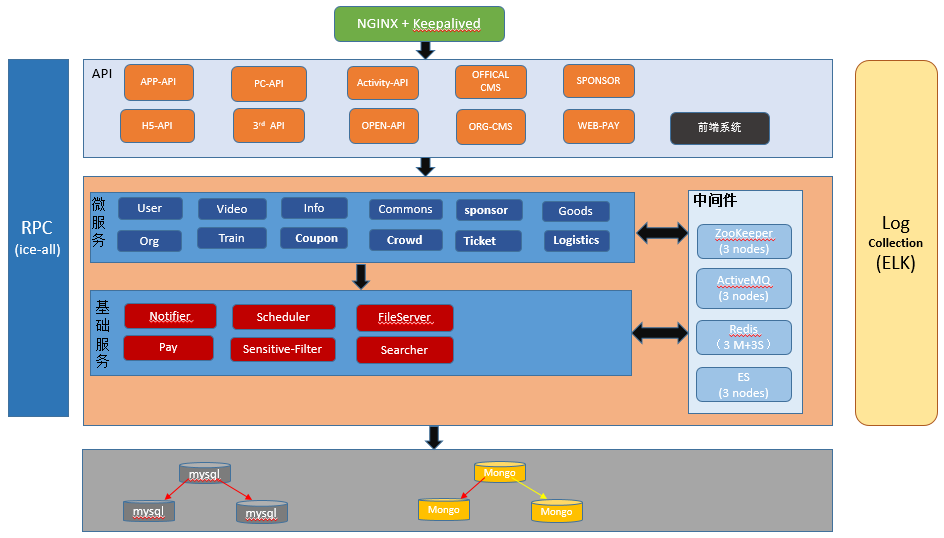 NGINX + Keepalived
RPC
(ice-all)
API
APP-API
PC-API
Activity-API
OFFICAL
CMS
SPONSOR
H5-API
3rd API
OPEN-API
ORG-CMS
WEB-PAY
前端系统
微服务
User
Video
Info
Commons
sponsor
Goods
Org
Train
Coupon
Crowd
Ticket
Logistics
基础服务
Notifier
Scheduler
FileServer
Pay
Sensitive-Filter
Searcher
中间件
ZooKeeper
(3 nodes)
ActiveMQ
(3 nodes)
Redis
（3 M+3S）
ES
(3 nodes)
Log
Collection
(ELK)
mysql
mysql
mysql
Mongo
Mongo
Mongo